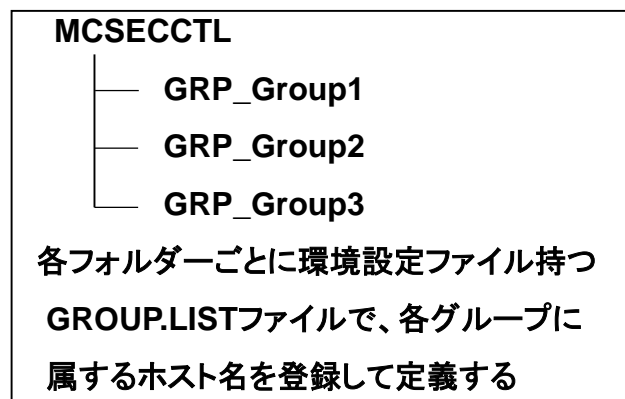 MCSECCTL
GRP_Group1
GRP_Group2
GRP_Group3
各フォルダーごとに環境設定ファイル持つ
GROUP.LISTファイルで、各グループに
属するホスト名を登録して定義する